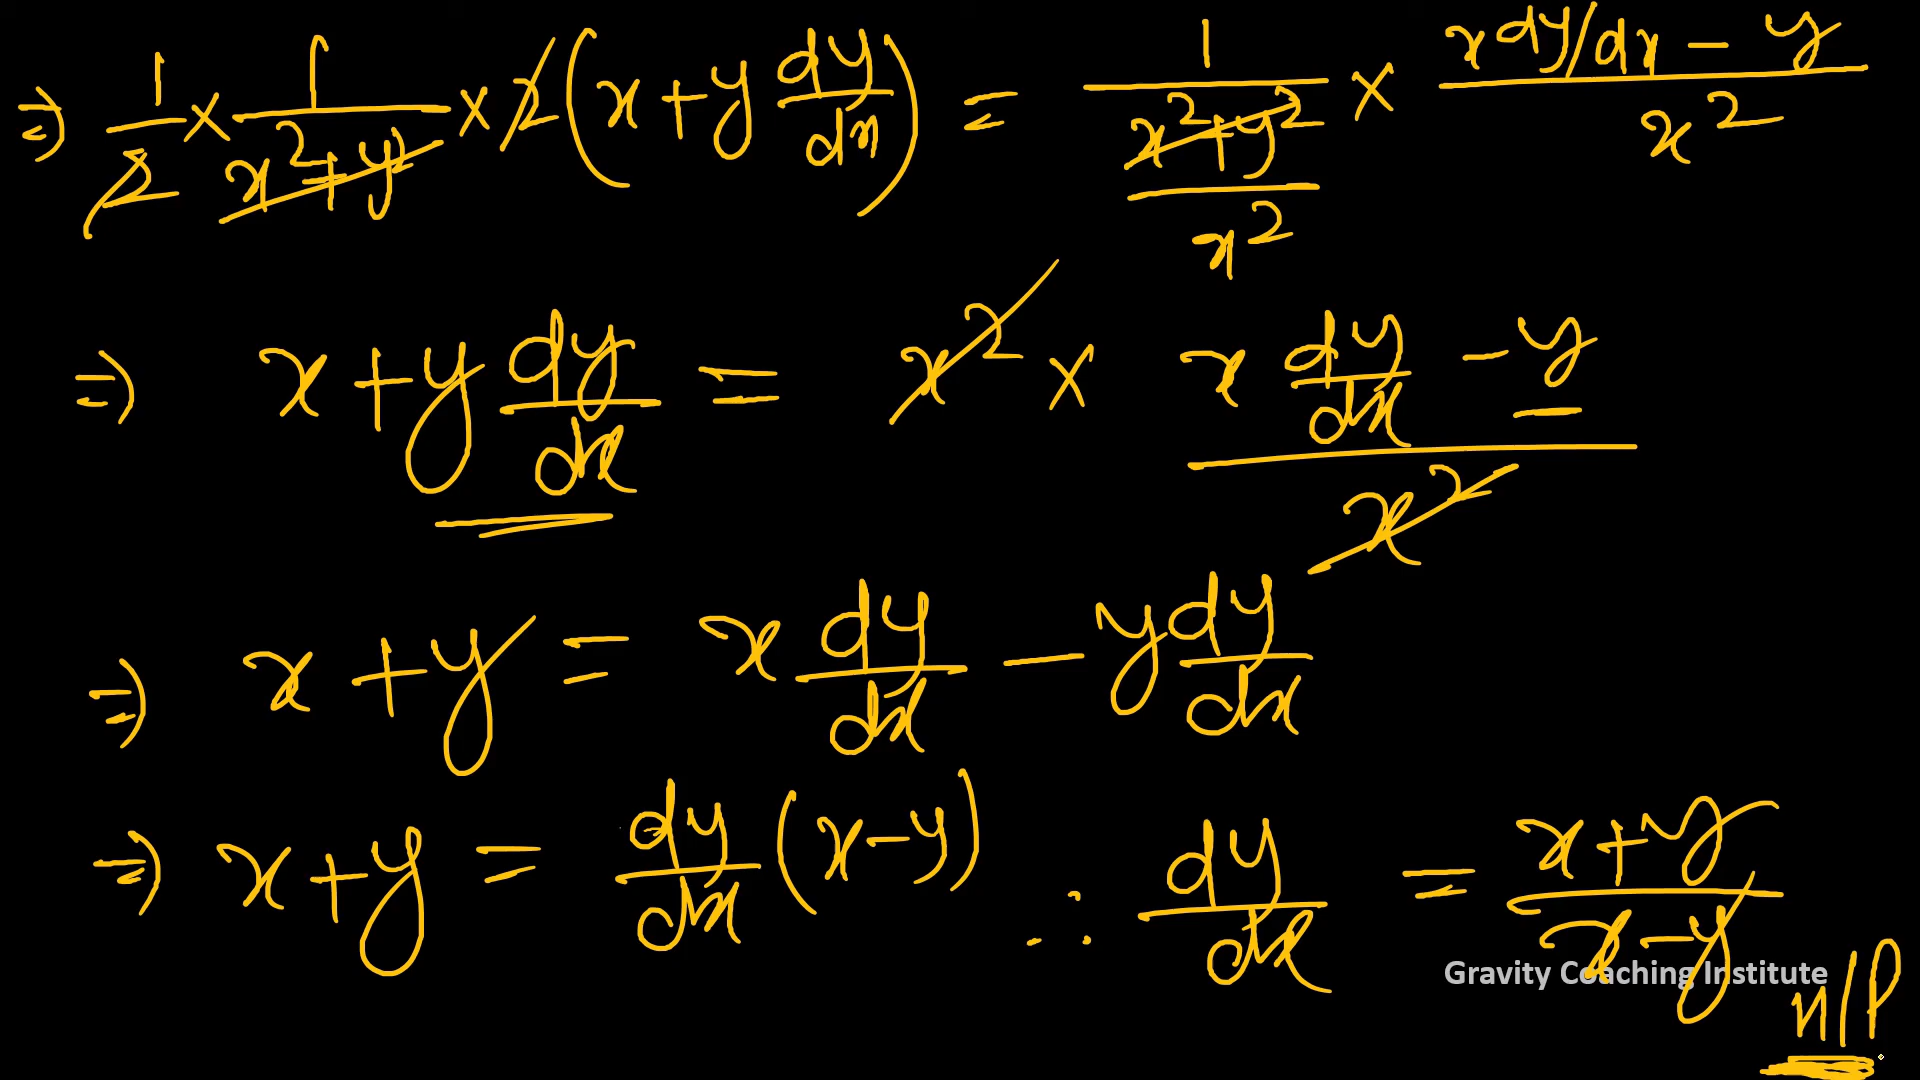 ⇒ 1/2 × 1/(x²+y²) × 2(x+y dy/dx) = 1/((x²+y²)/x²) × (x dy/dx − y)/x²
⇒ x+y dy/dx = x² × (x dy/dx − y)/x²
⇒ x+y = x dy/dx − y dy/dx
⇒ x+y = dy/dx (x−y) ∴ dy/dx = (x+y)/(x−y)
Gravity Coaching Institute
n/P